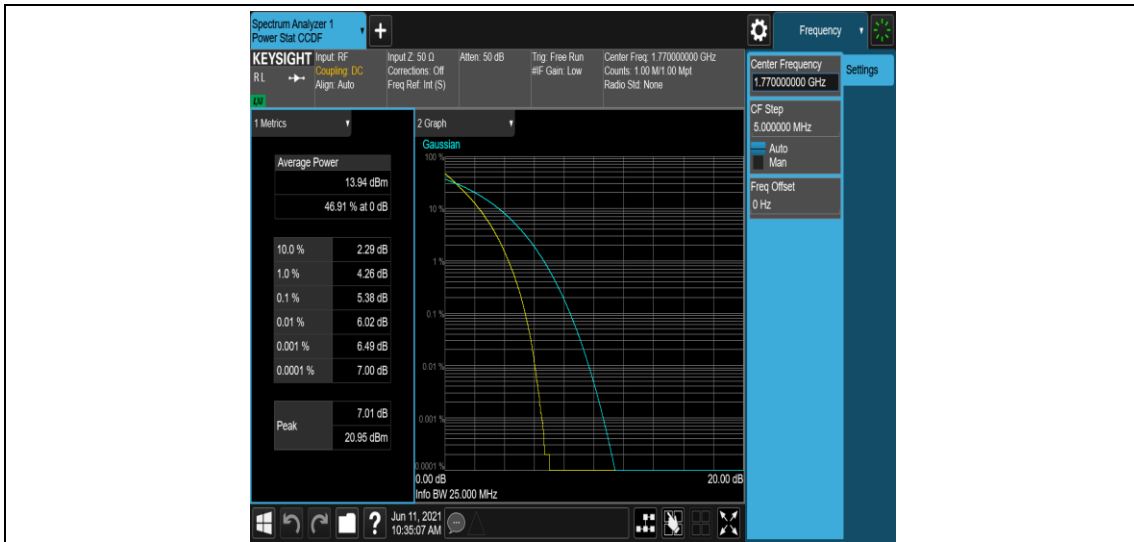 Spectrum Analyzer 1
Power Stat CCDF
+
Frequency
KEYSIGHT
Input: RF
Coupling: DC
Align: Auto
Input Z: 50 Ω
Corrections: Off
Freq Ref: Int (S)
Atten: 50 dB
Trig: Free Run
#IF Gain: Low
Center Freq: 1.770000000 GHz
Counts: 1.00 M/1.00 Mpt
Radio Std: None
RL
LXI
Center Frequency
1.770000000 GHz
Settings
CF Step
5.000000 MHz
Auto
Man
Freq Offset
0 Hz
1 Metrics
Average Power
13.94 dBm
46.91 % at 0 dB
10.0 % 2.29 dB
1.0 % 4.26 dB
0.1 % 5.38 dB
0.01 % 6.02 dB
0.001 % 6.49 dB
0.0001 % 7.00 dB
Peak
7.01 dB
20.95 dBm
2 Graph
Gaussian
100 %
10 %
1 %
0.1 %
0.01 %
0.001 %
0.0001 %
0.00 dB
20.00 dB
Info BW 25.000 MHz
?
Jun 11, 2021
10:35:07 AM